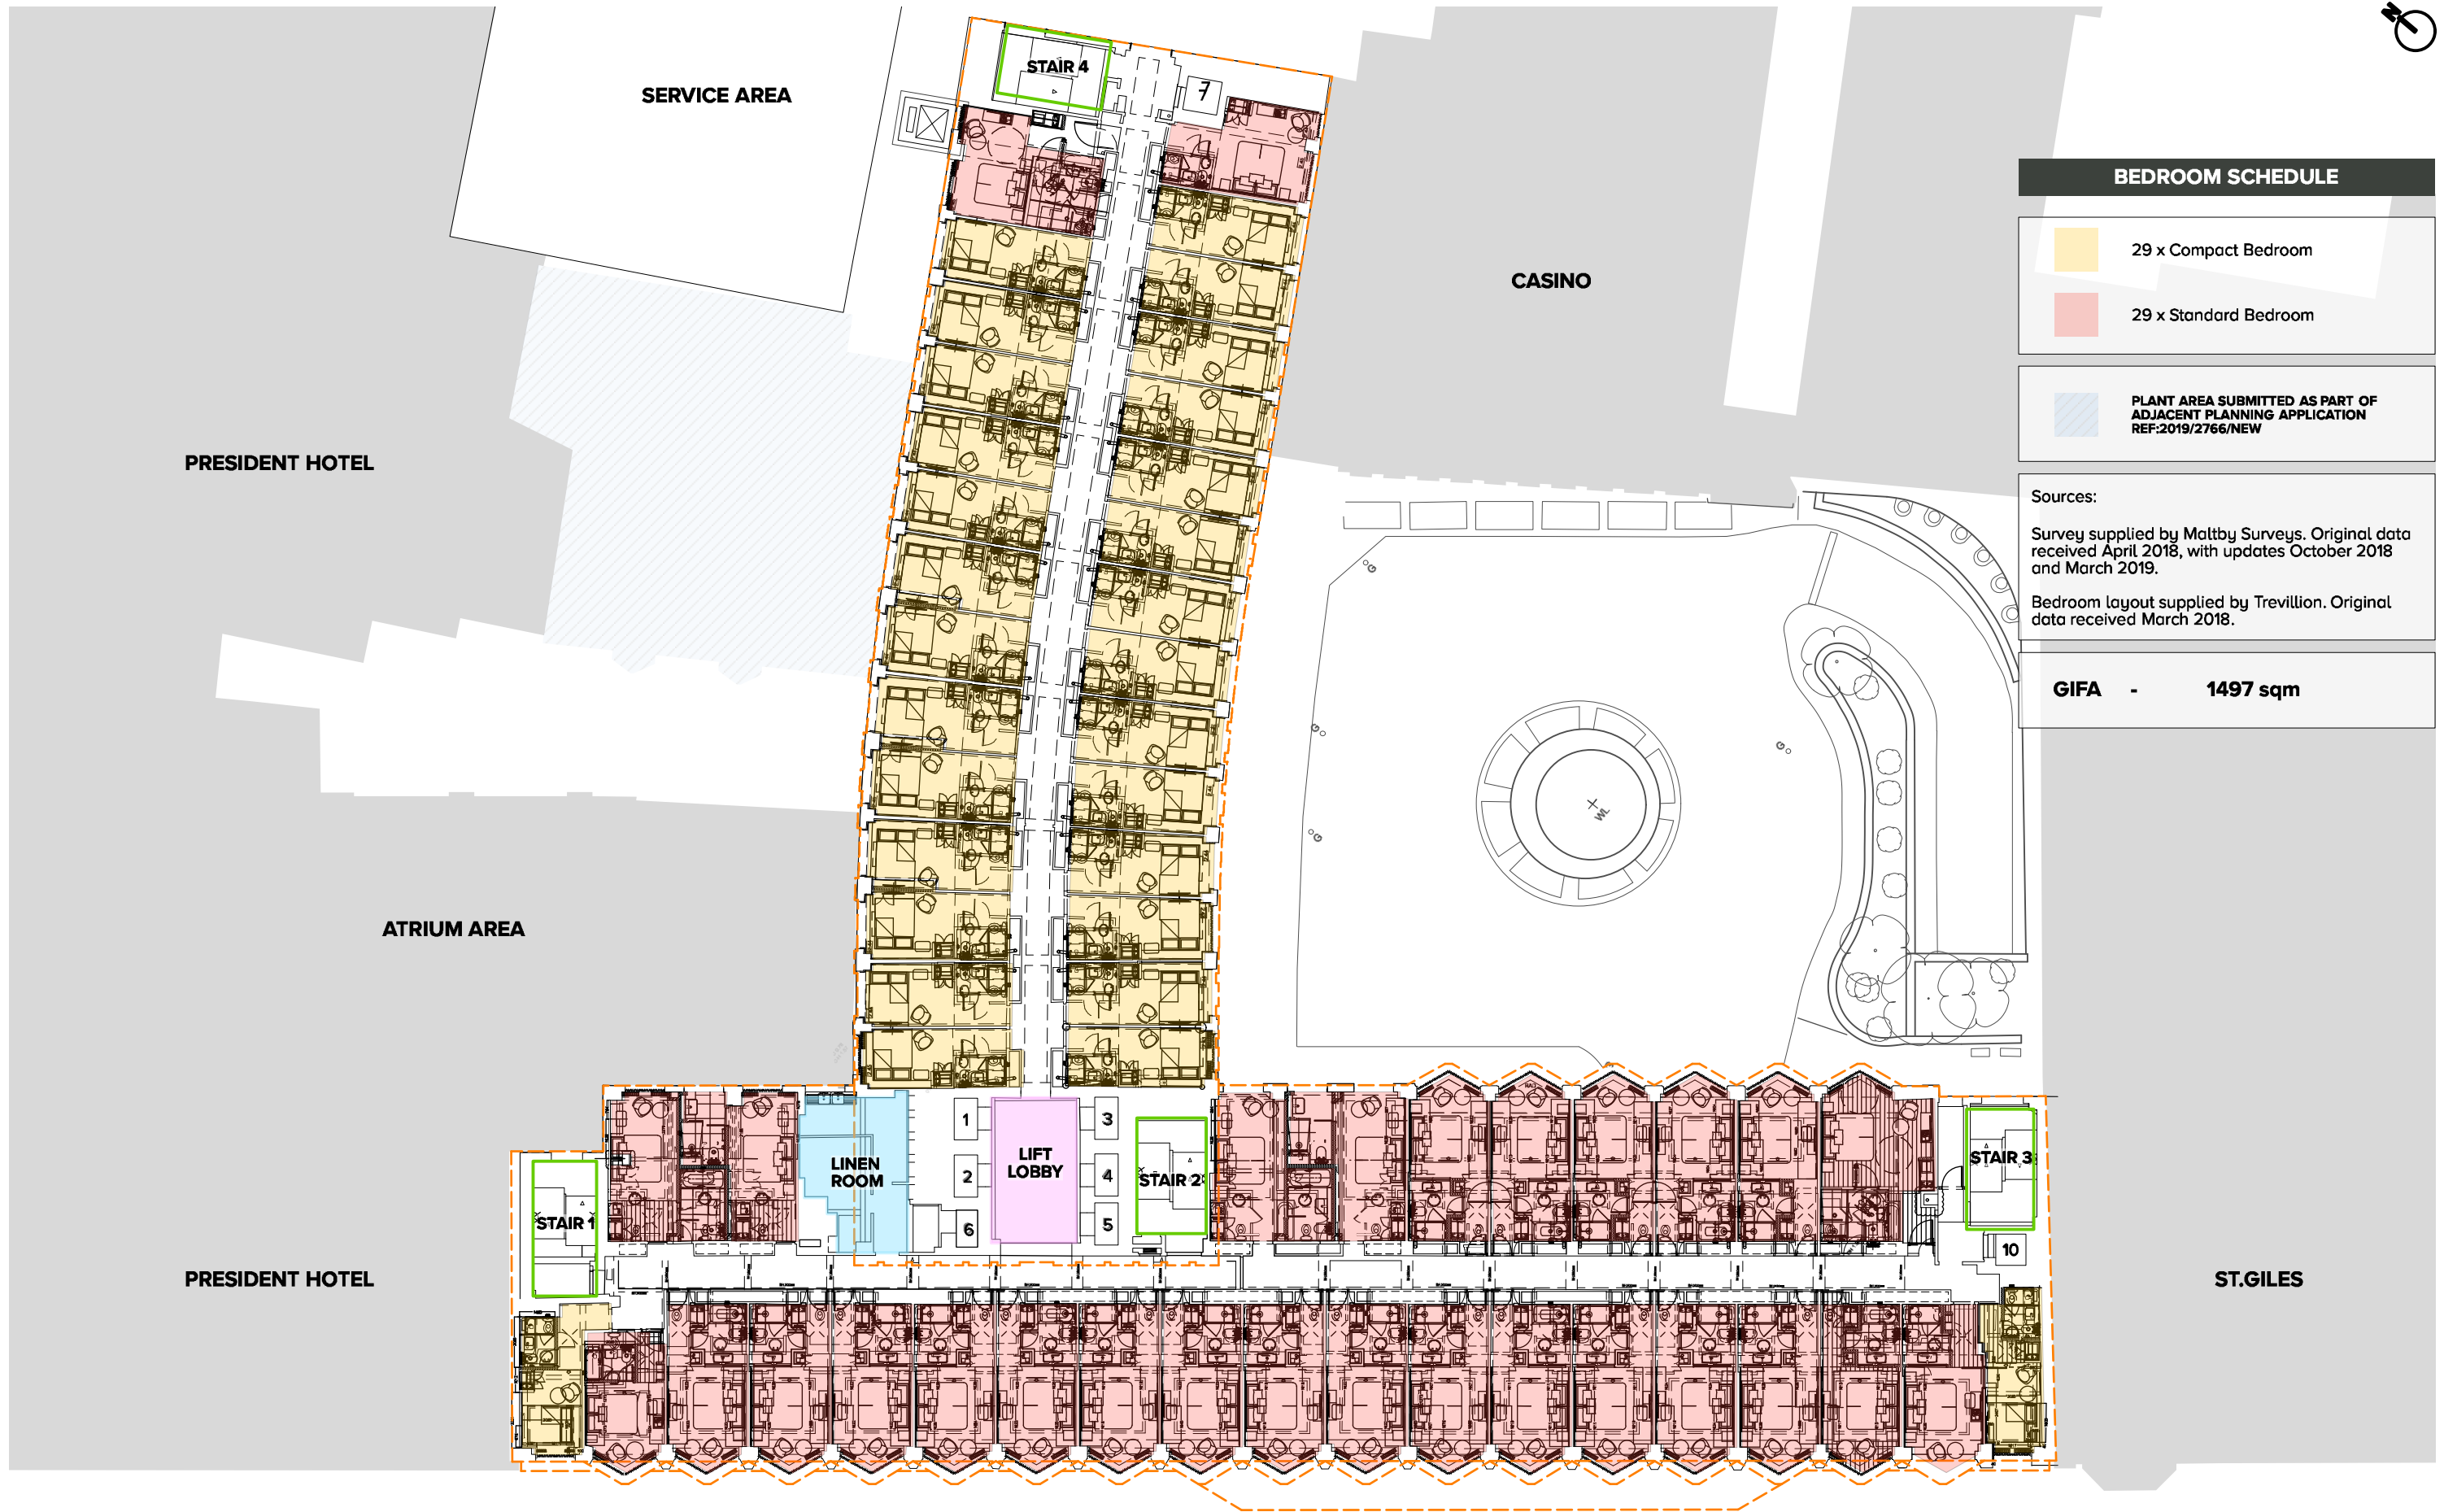 N
STAIR 4
7
SERVICE AREA
BEDROOM SCHEDULE
29 x Compact Bedroom
29 x Standard Bedroom
CASINO
PLANT AREA SUBMITTED AS PART OF
ADJACENT PLANNING APPLICATION
REF:2019/2766/NEW
PRESIDENT HOTEL
Sources:
Survey supplied by Maltby Surveys. Original data
received April 2018, with updates October 2018
and March 2019.
Bedroom layout supplied by Trevillion. Original
data received March 2018.
G
GIFA - 1497 sqm
G
G
WL
G
ATRIUM AREA
1
3
LINEN
ROOM
LIFT
LOBBY
2
4
STAIR 2
STAIR 3
STAIR 1
6
5
10
PRESIDENT HOTEL
ST.GILES